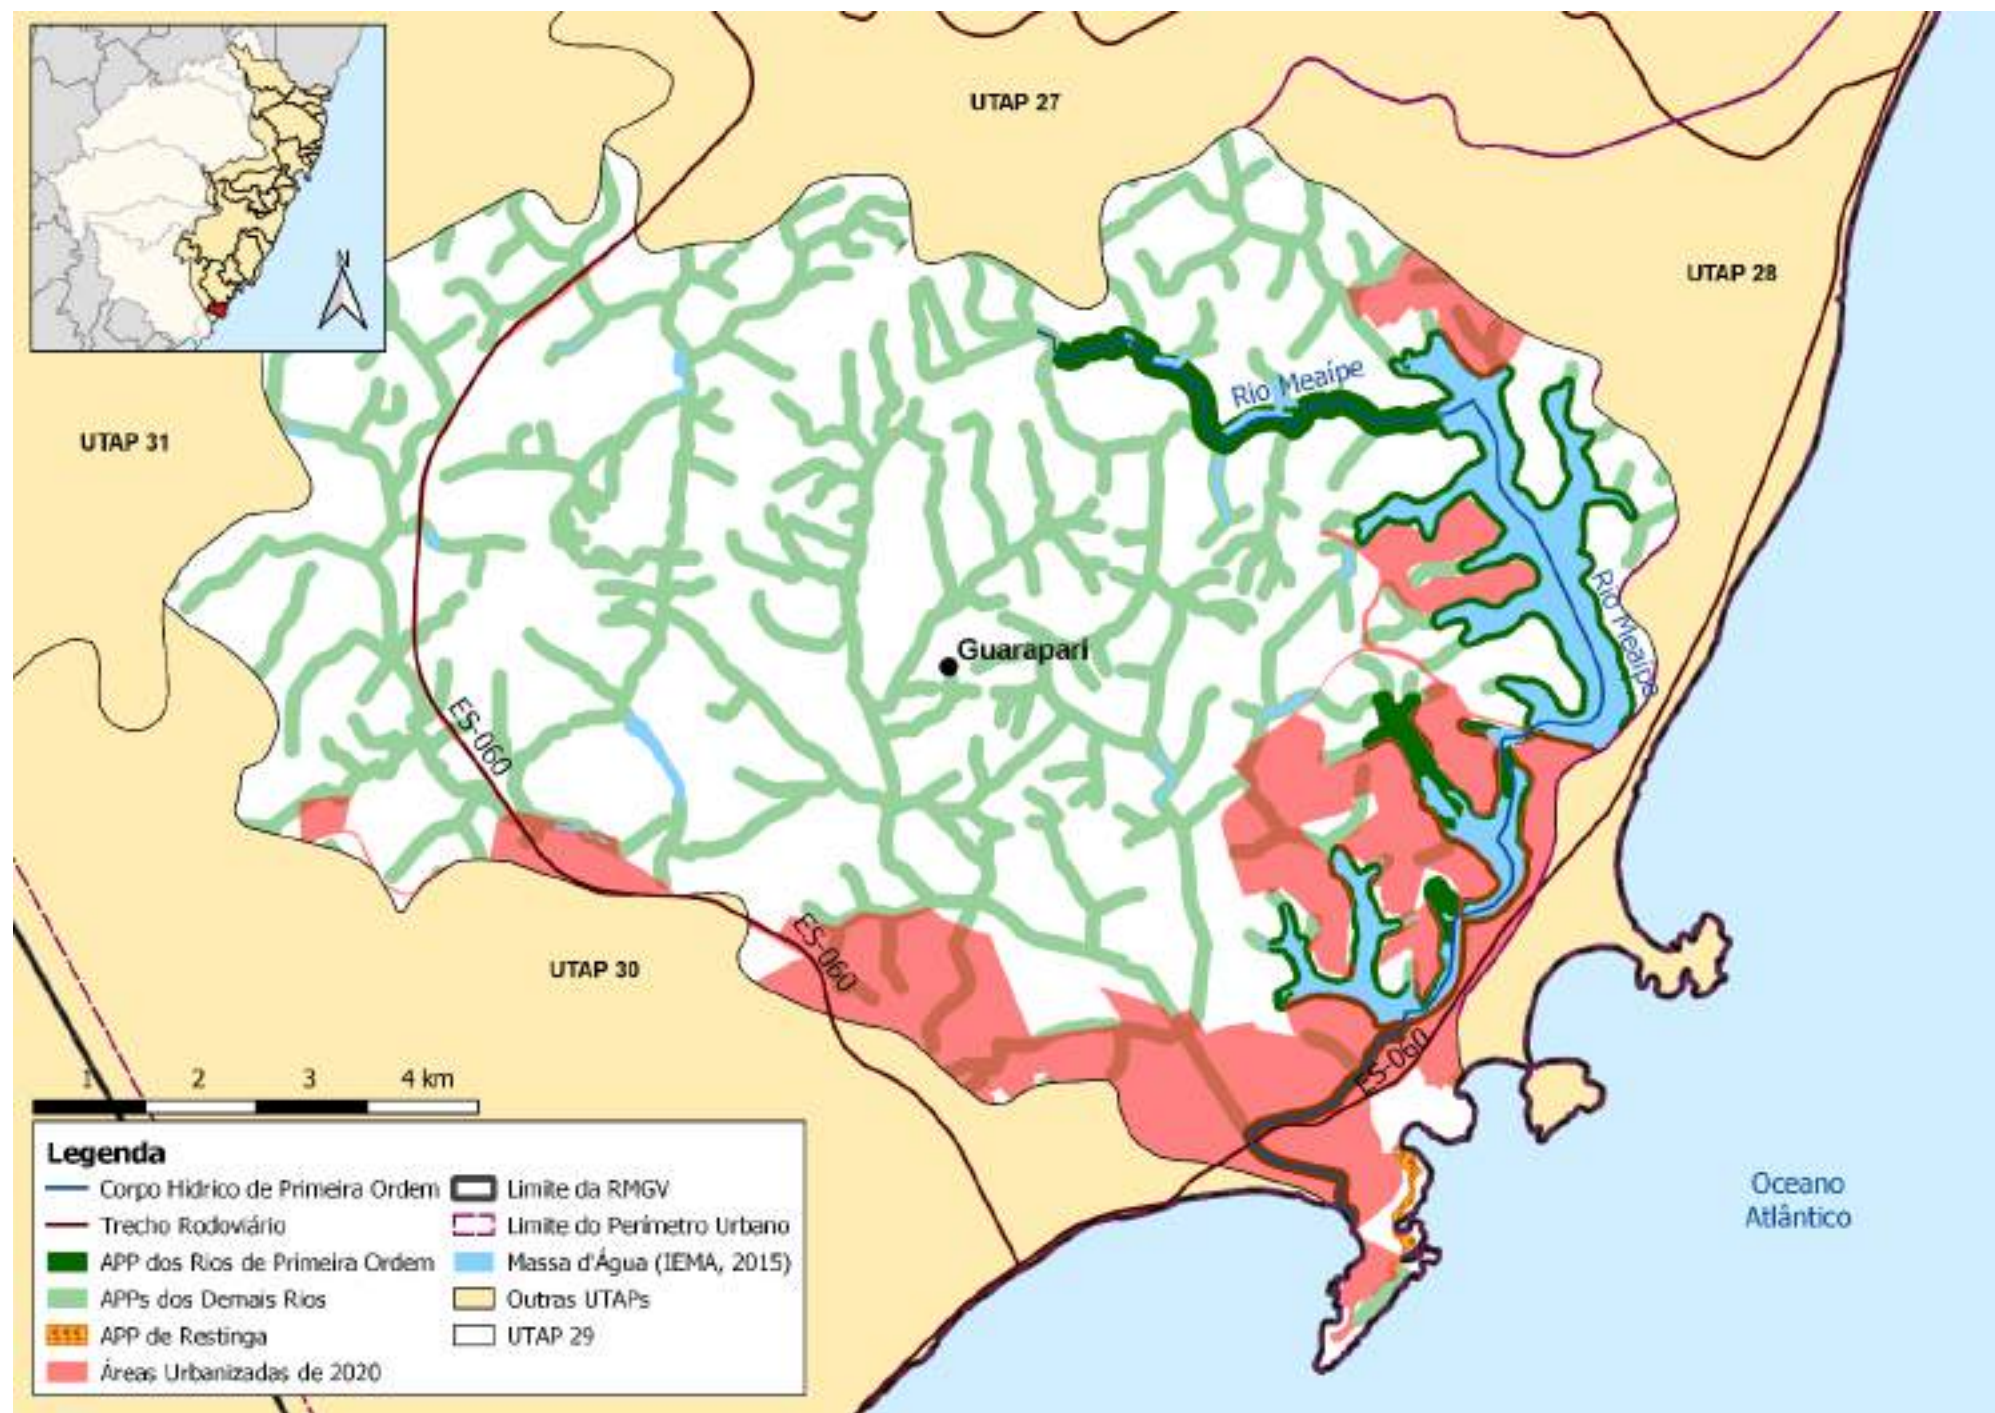 N
UTAP 27
UTAP 28
Rio Meaípe
UTAP 31
Rio Meaípe
Guarapari
ES-060
ES-060
UTAP 30
ES-060
1 2 3 4 km
Oceano
Atlântico
Legenda
Corpo Hídrico de Primeira Ordem
Trecho Rodoviário
APP dos Rios de Primeira Ordem
APPs dos Demais Rios
APP de Restinga
Áreas Urbanizadas de 2020
Limite da RMGV
Limite do Perímetro Urbano
Massa d'Água (IEMA, 2015)
Outras UTAPs
UTAP 29